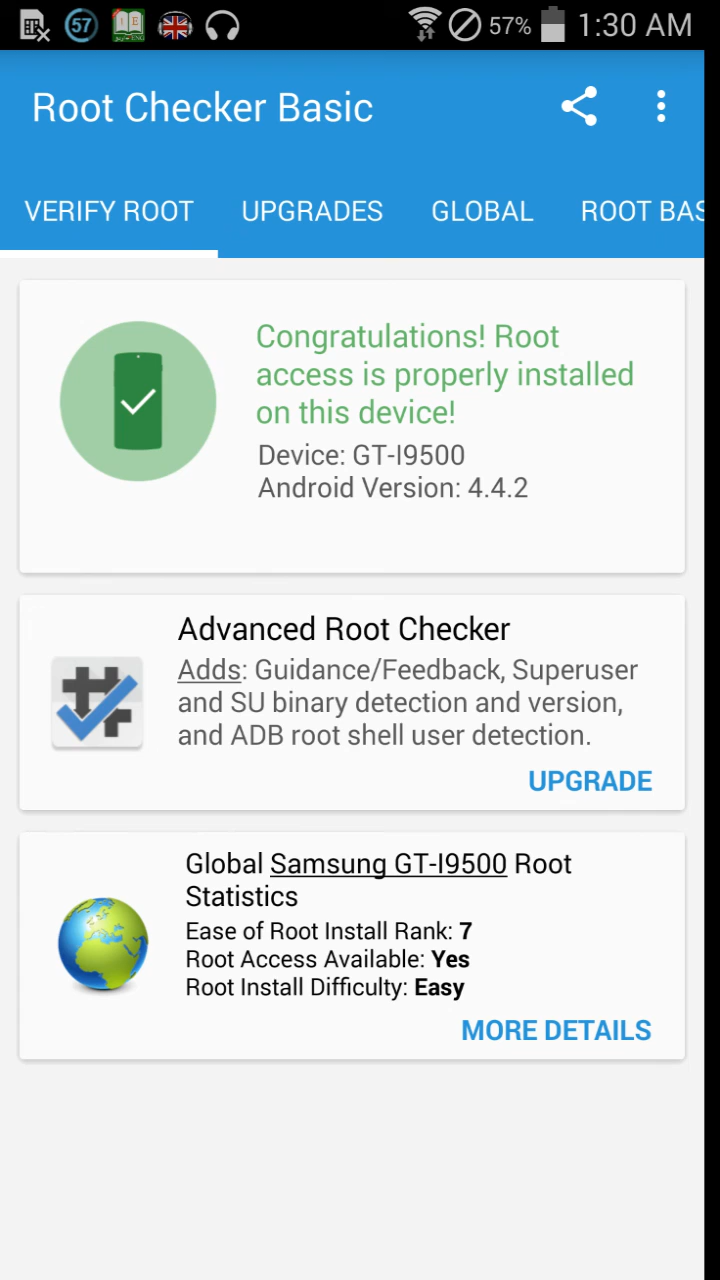 57 57% 1:30 AM
Root Checker Basic
VERIFY ROOT UPGRADES GLOBAL ROOT BAS
Congratulations! Root
access is properly installed
on this device!
Device: GT-I9500
Android Version: 4.4.2
Advanced Root Checker
Adds: Guidance/Feedback, Superuser
and SU binary detection and version,
and ADB root shell user detection.
UPGRADE
Global Samsung GT-I9500 Root
Statistics
Ease of Root Install Rank: 7
Root Access Available: Yes
Root Install Difficulty: Easy
MORE DETAILS